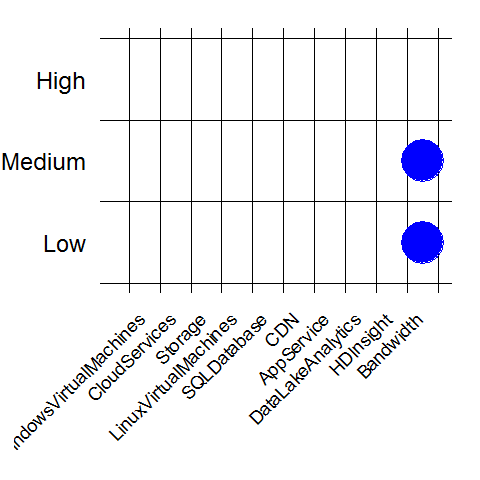 High
Medium
Low
ndowsVirtualMachines
CloudServices
Storage
LinuxVirtualMachines
SQLDatabase
CDN
AppService
DataLakeAnalytics
HDInsight
Bandwidth